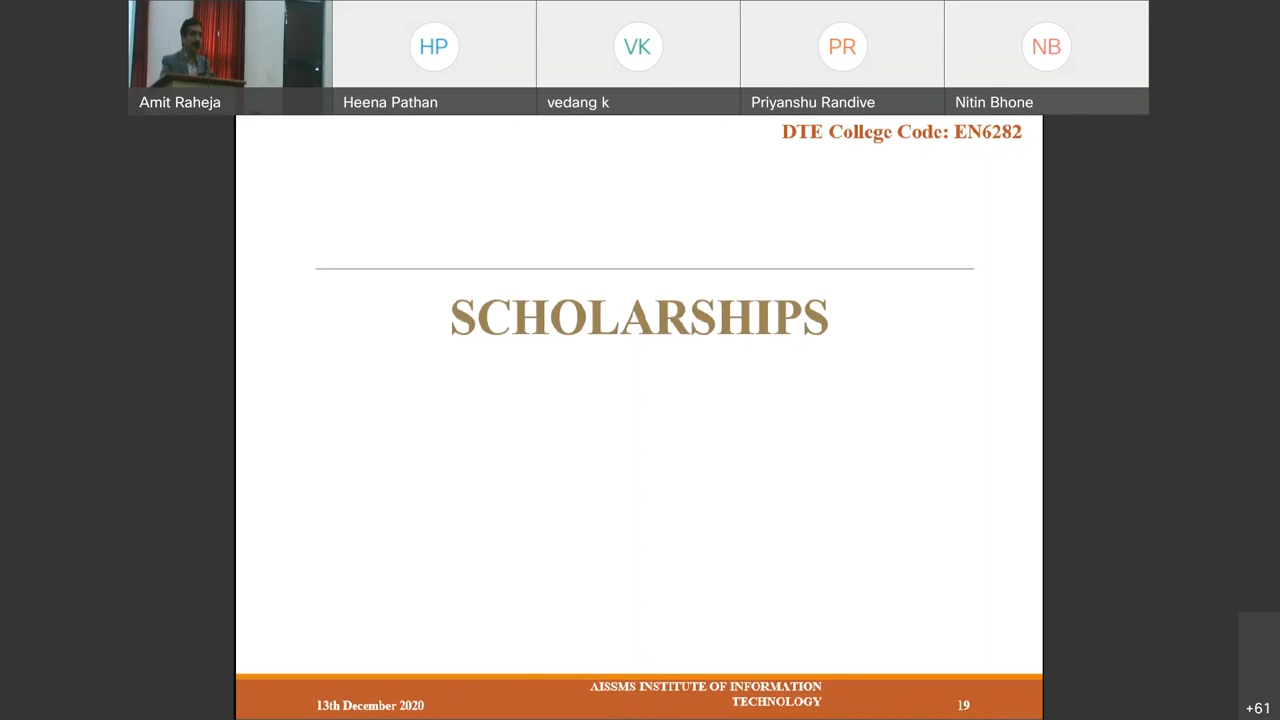 HP
VK
PR
NB
Amit Raheja
Heena Pathan
vedang k
Priyanshu Randive
Nitin Bhone
DTE College Code: EN6282
SCHOLARSHIPS
AISSMS INSTITUTE OF INFORMATION
TECHNOLOGY
13th December 2020
19
+61